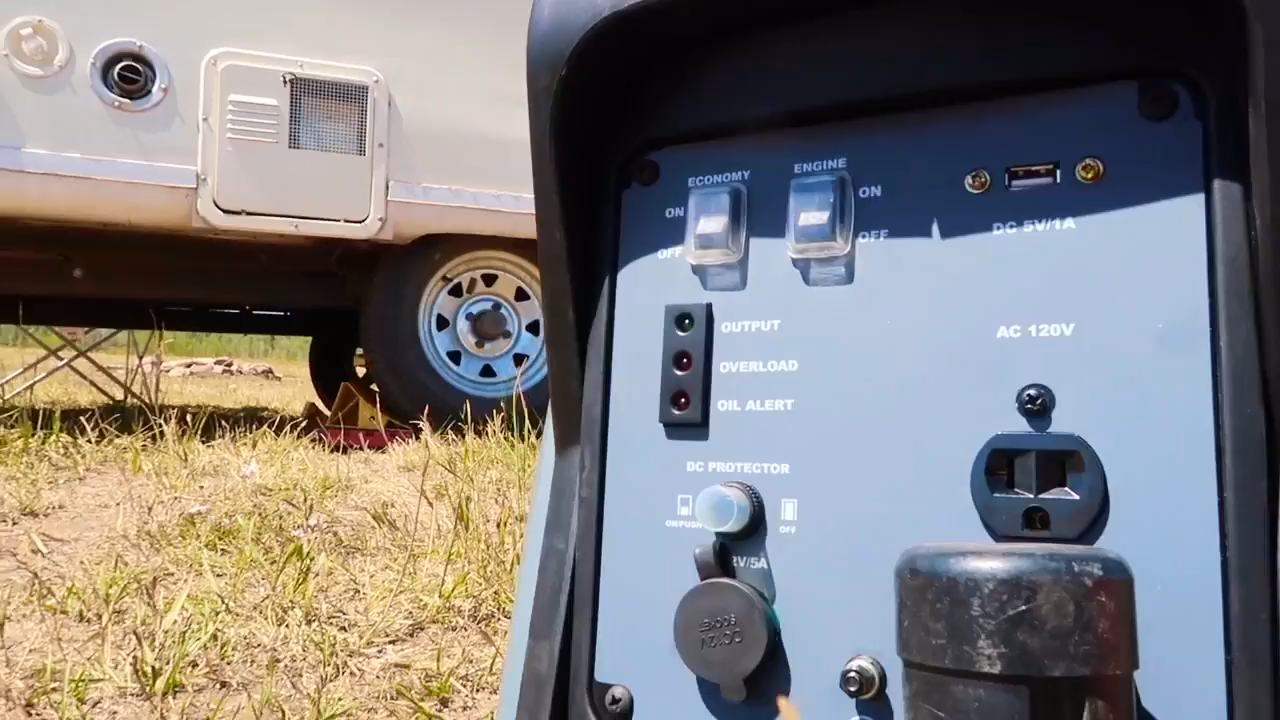 ECONOMY
ON
OFF
ENGINE
ON
OFF
DC 5V/1A
OUTPUT
OVERLOAD
OIL ALERT
AC 120V
DC PROTECTOR
ON/PUSH
OFF
2V/5A
DC12V